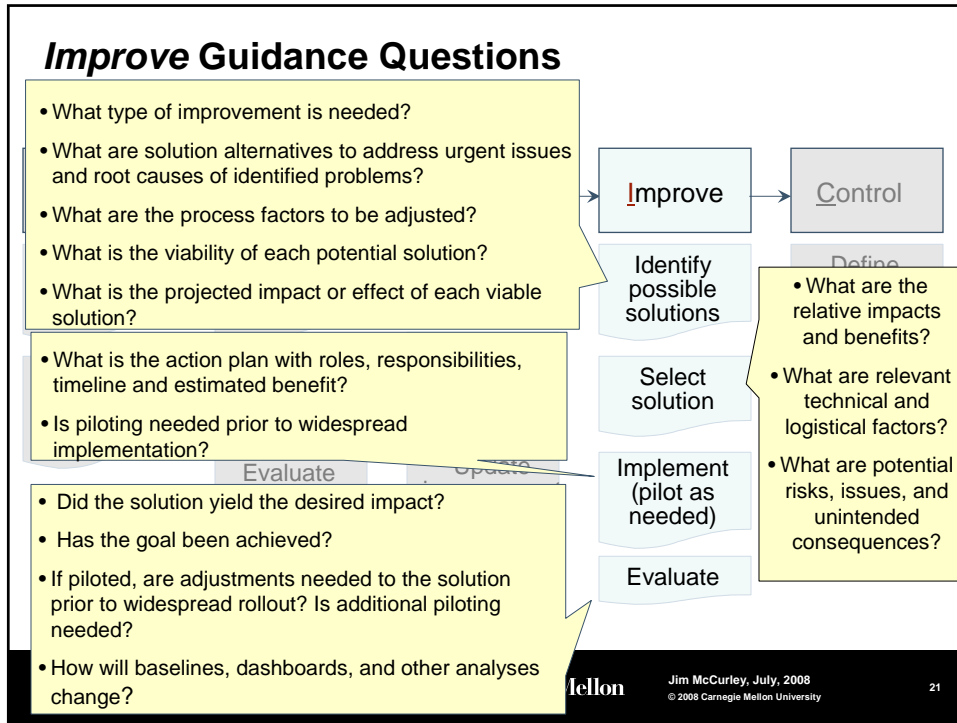 Improve Guidance Questions
• What type of improvement is needed?
• What are solution alternatives to address urgent issues
and root causes of identified problems?
• What are the process factors to be adjusted?
• What is the viability of each potential solution?
• What is the projected impact or effect of each viable
solution?
• What is the action plan with roles, responsibilities,
timeline and estimated benefit?
• Is piloting needed prior to widespread
implementation?
Evaluate
Update
• Did the solution yield the desired impact?
• Has the goal been achieved?
• If piloted, are adjustments needed to the solution
prior to widespread rollout? Is additional piloting
needed?
• How will baselines, dashboards, and other analyses
change?
Improve
Identify
possible
solutions
Select
solution
Implement
(pilot as
needed)
Evaluate
Control
Define
• What are the
relative impacts
and benefits?
• What are relevant
technical and
logistical factors?
• What are potential
risks, issues, and
unintended
consequences?
Mellon
Jim McCurley, July, 2008
© 2008 Carnegie Mellon University
21